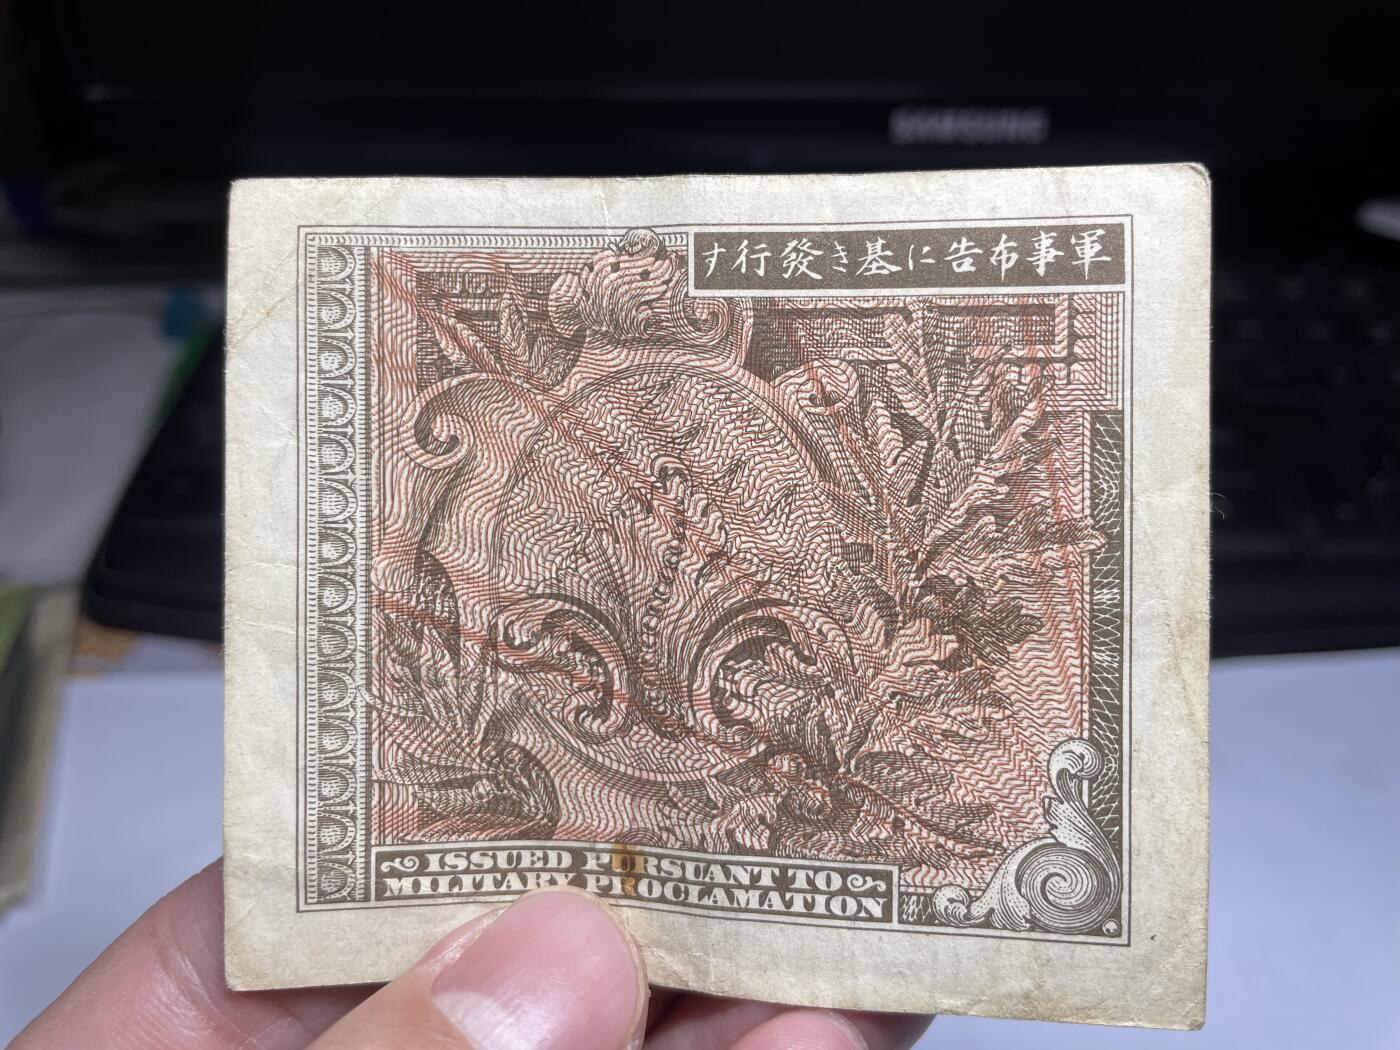 SAMSUNG
軍事布告に基き發行す
ISSUED PURSUANT TO
MILITARY PROCLAMATION